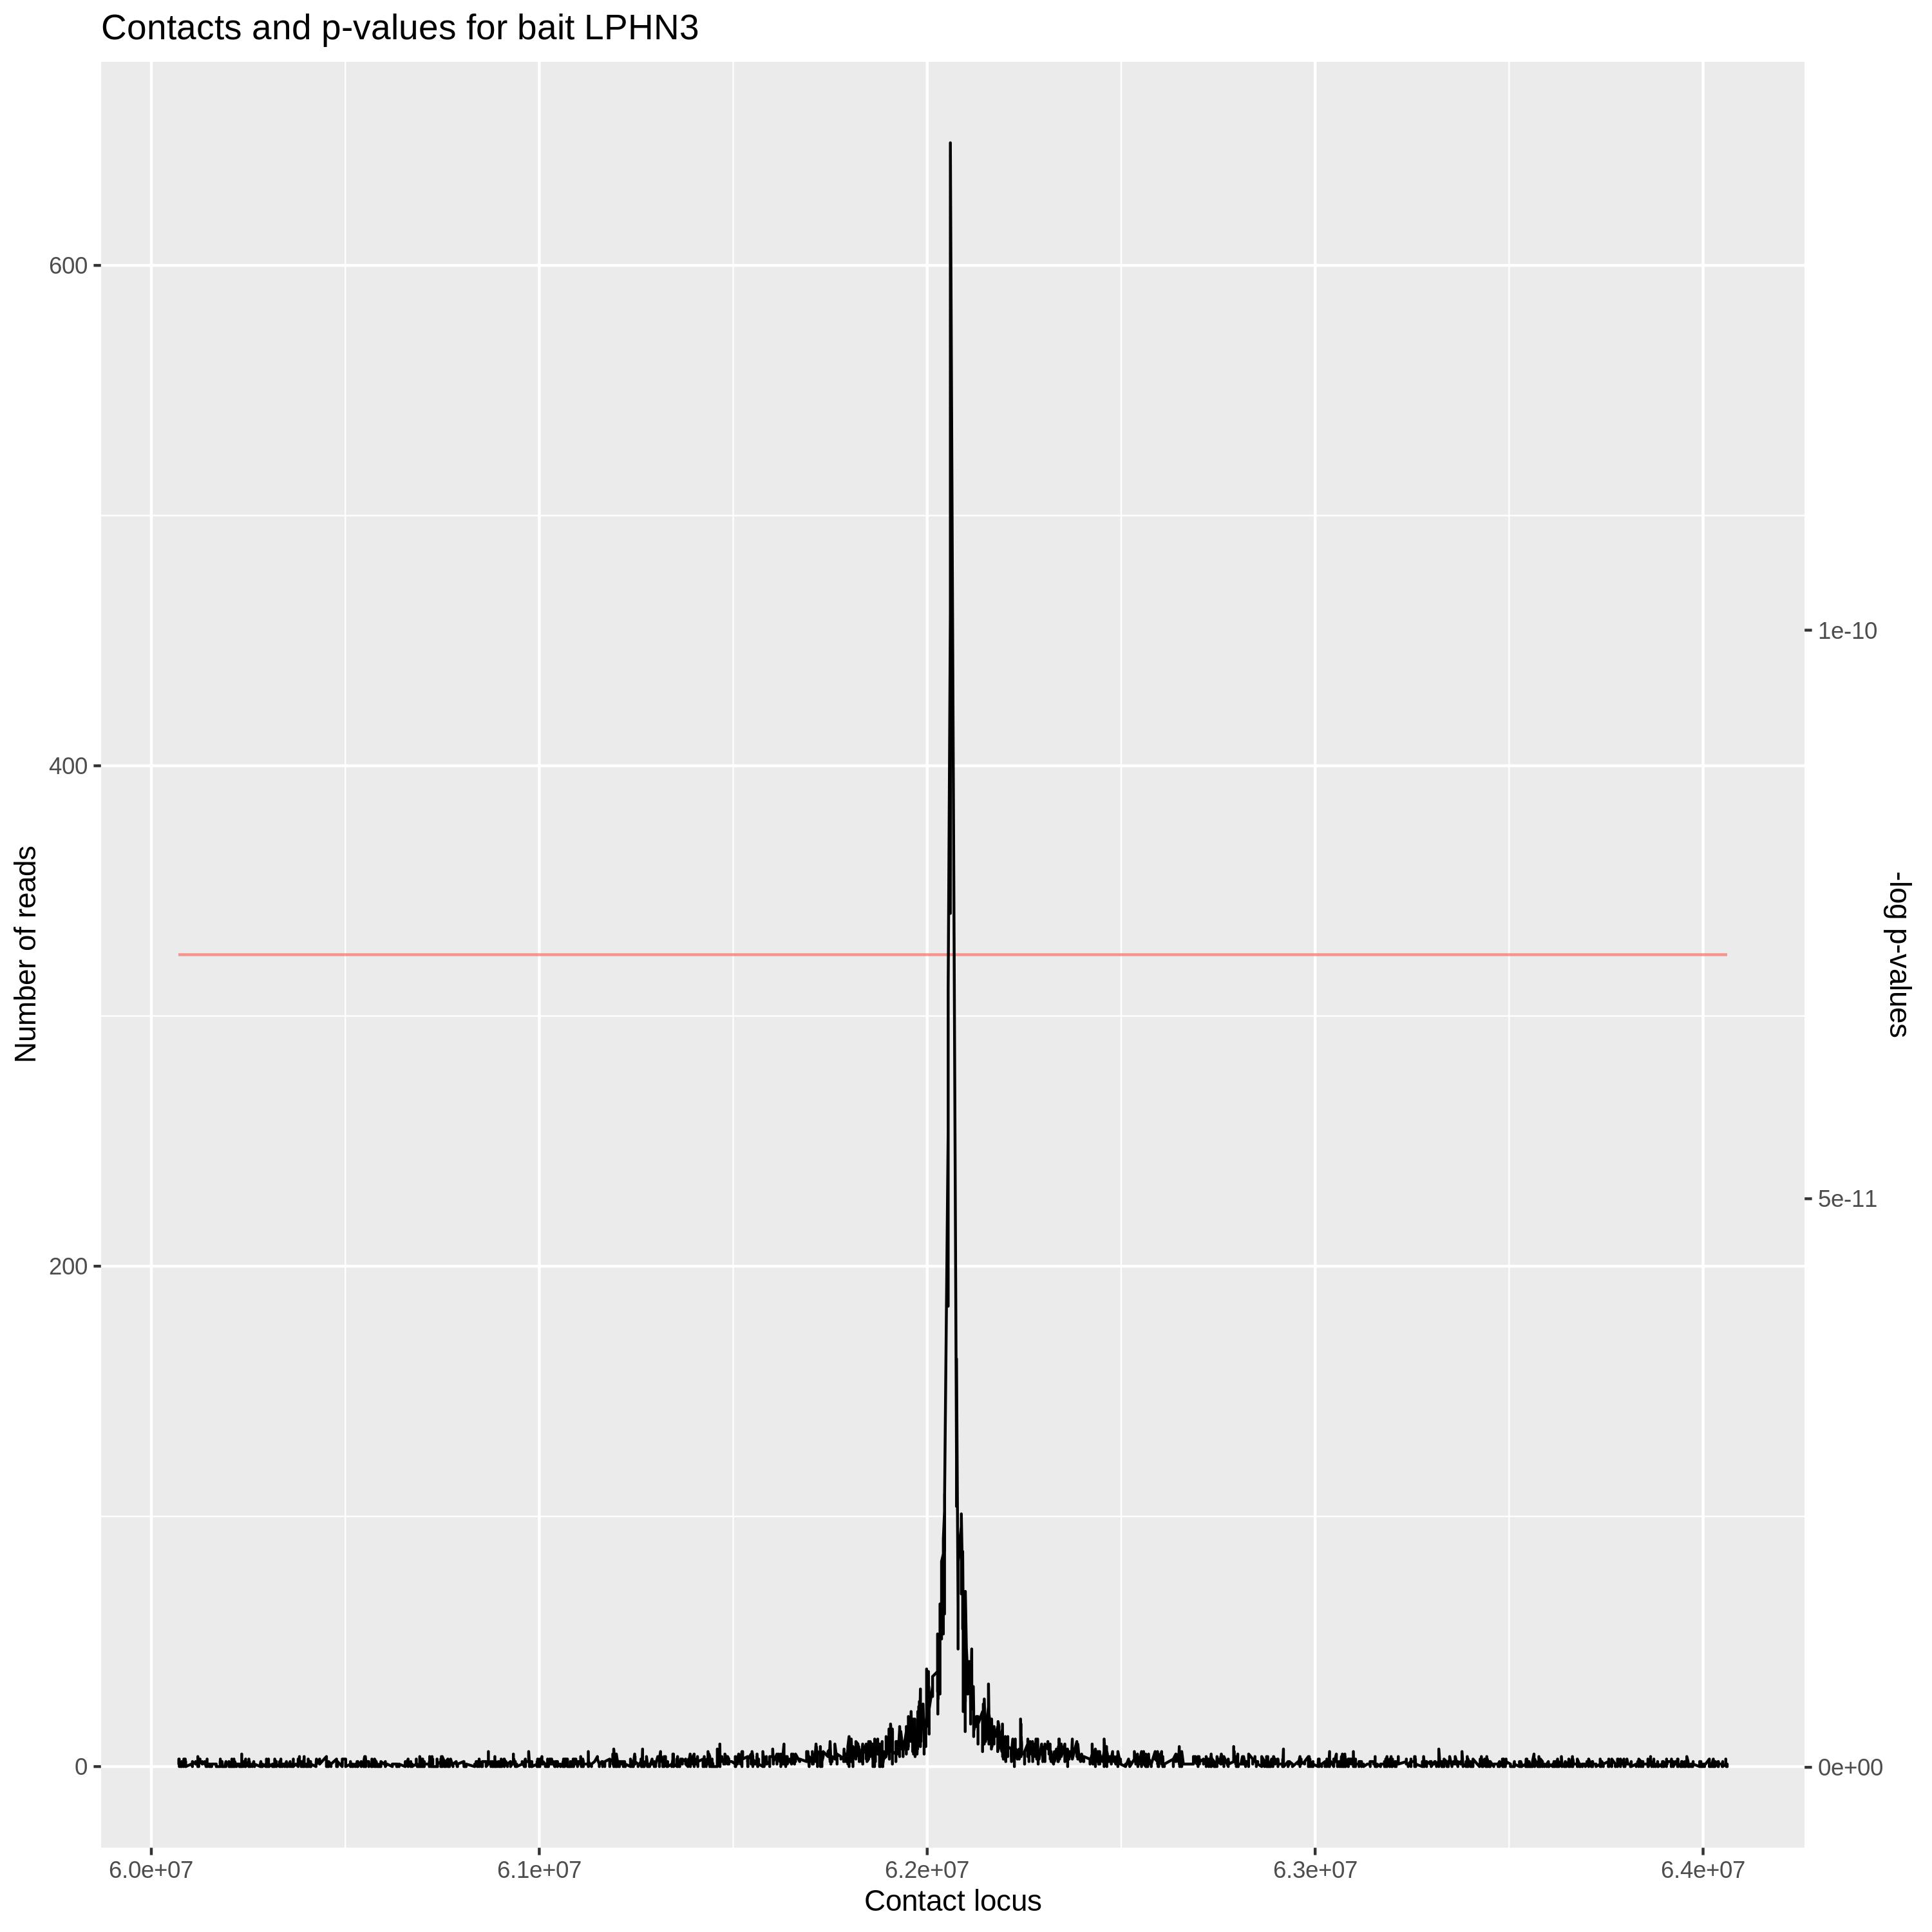 Contacts and p-values for bait LPHN3
Number of reads
600
400
200
0
1e-10
5e-11
0e+00
-log p-values
6.0e+07
6.1e+07
6.2e+07
6.3e+07
6.4e+07
Contact locus